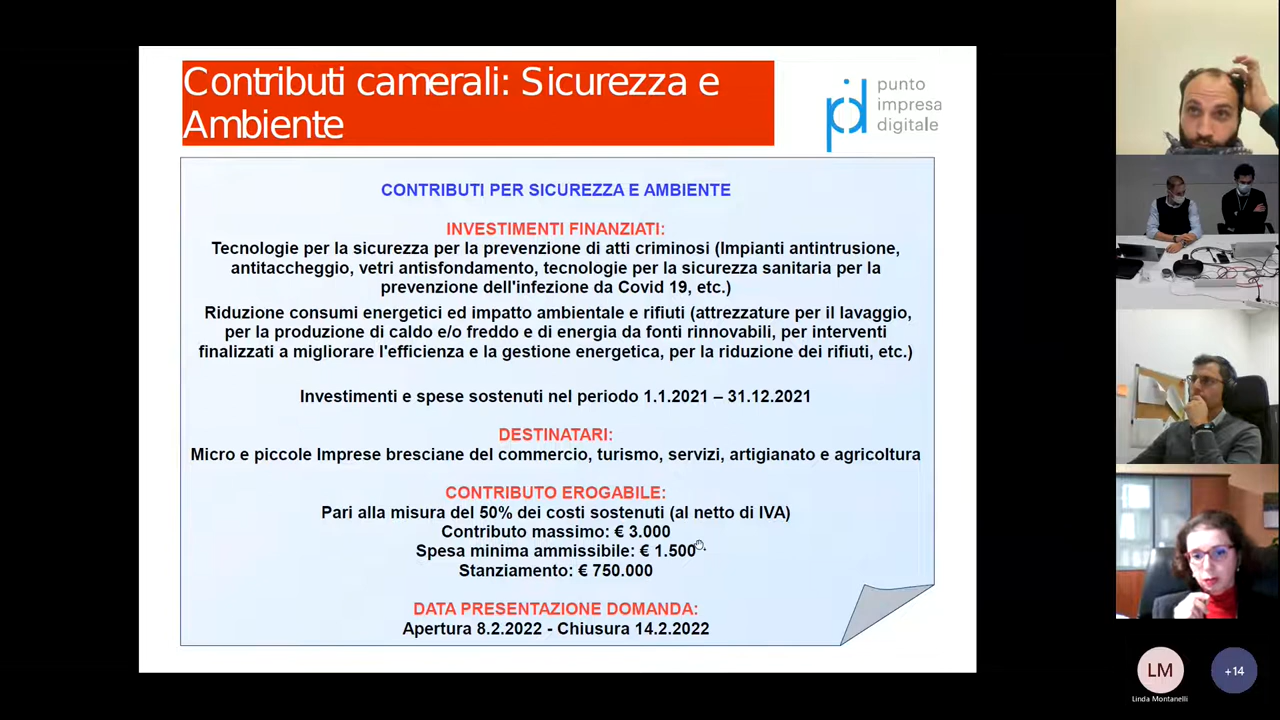 Contributi camerali: Sicurezza e
Ambiente
punto
impresa
digitale
CONTRIBUTI PER SICUREZZA E AMBIENTE
INVESTIMENTI FINANZIATI:
Tecnologie per la sicurezza per la prevenzione di atti criminosi (Impianti antintrusione,
antitaccheggio, vetri antisfondamento, tecnologie per la sicurezza sanitaria per la
prevenzione dell'infezione da Covid 19, etc.)
Riduzione consumi energetici ed impatto ambientale e rifiuti (attrezzature per il lavaggio,
per la produzione di caldo e/o freddo e di energia da fonti rinnovabili, per interventi
finalizzati a migliorare l'efficienza e la gestione energetica, per la riduzione dei rifiuti, etc.)
Investimenti e spese sostenuti nel periodo 1.1.2021 – 31.12.2021
DESTINATARI:
Micro e piccole Imprese bresciane del commercio, turismo, servizi, artigianato e agricoltura
CONTRIBUTO EROGABILE:
Pari alla misura del 50% dei costi sostenuti (al netto di IVA)
Contributo massimo: € 3.000
Spesa minima ammissibile: € 1.500
Stanziamento: € 750.000
DATA PRESENTAZIONE DOMANDA:
Apertura 8.2.2022 - Chiusura 14.2.2022
LM
Linda Montanelli
+14